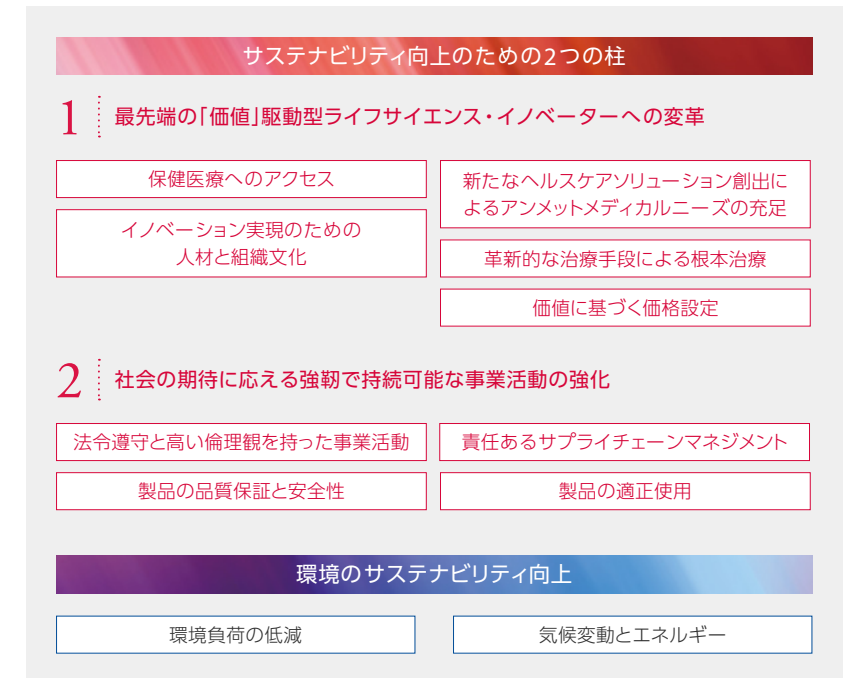 サステナビリティ向上のための2つの柱
1 最先端の「価値」駆動型ライフサイエンス・イノベーターへの変革
保健医療へのアクセス
イノベーション実現のための
人材と組織文化
新たなヘルスケアソリューション創出に
よるアンメットメディカルニーズの充足
革新的な治療手段による根本治療
価値に基づく価格設定
2 社会の期待に応える強靭で持続可能な事業活動の強化
法令遵守と高い倫理観を持った事業活動
責任あるサプライチェーンマネジメント
製品の品質保証と安全性
製品の適正使用
環境のサステナビリティ向上
環境負荷の低減
気候変動とエネルギー